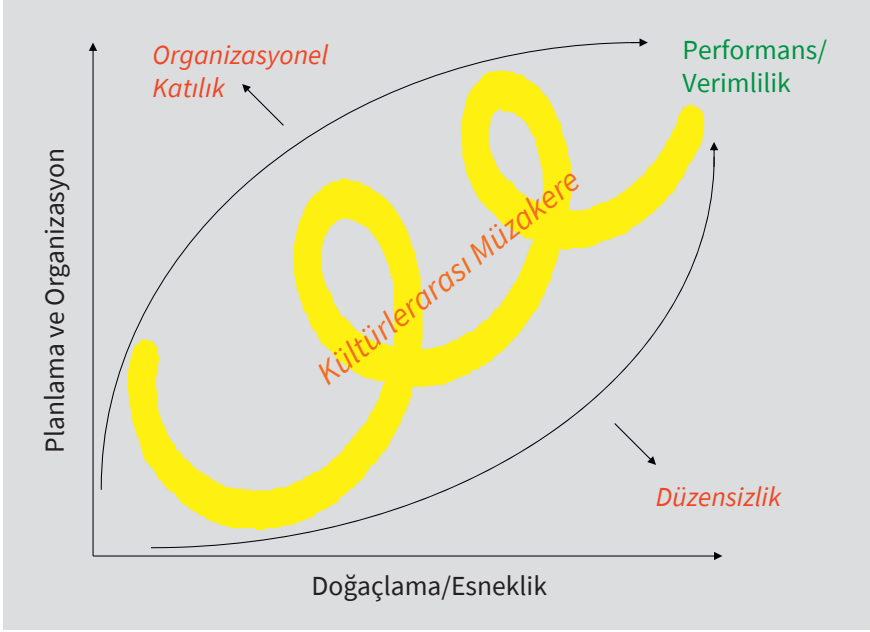 Organizasyonel
Katılık
Performans/
Verimlilik
Planlama ve Organizasyon
Kültürlerarası Müzakere
Düzensizlik
Doğaçlama/Esneklik